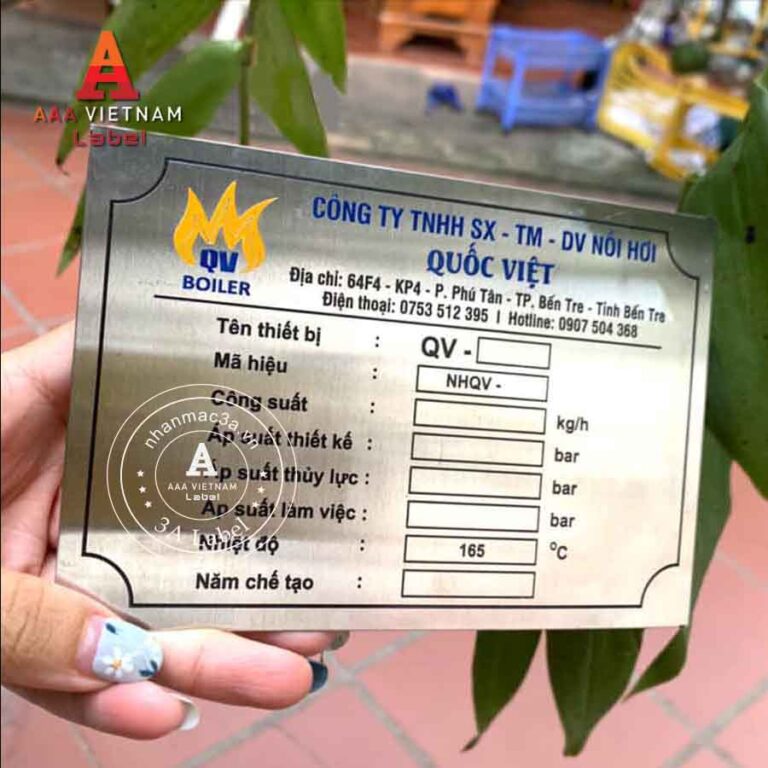 AAA VIETNAM
Label
CÔNG TY TNHH SX - TM - DV NỒI HƠI
QUỐC VIỆT
QV
BOILER
Địa chỉ: 64F4 - KP4 - P. Phú Tân - TP. Bến Tre - Tỉnh Bến Tre
Điện thoại: 0753 512 395 | Hotline: 0907 504 368
Tên thiết bị : QV -
Mã hiệu : NHQV -
Công suất : kg/h
Áp suất thiết kế : bar
Áp suất thủy lực : bar
Áp suất làm việc : bar
Nhiệt độ : 165 ºC
Năm chế tạo :
nhanmac3a.vn
AAA VIETNAM
Label
3A Label